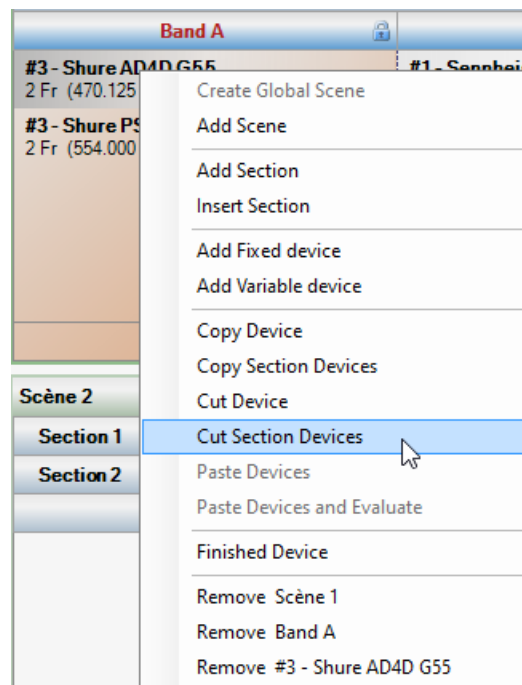 Band A
#3 - Shure AD4D G55
2 Fr (470.125
#1 - Sennhei
#3 - Shure PS
2 Fr (554.000
Create Global Scene
Add Scene
Add Section
Insert Section
Add Fixed device
Add Variable device
Copy Device
Copy Section Devices
Cut Device
Cut Section Devices
Paste Devices
Paste Devices and Evaluate
Finished Device
Remove Scène 1
Remove Band A
Remove #3 - Shure AD4D G55
Scène 2
Section 1
Section 2